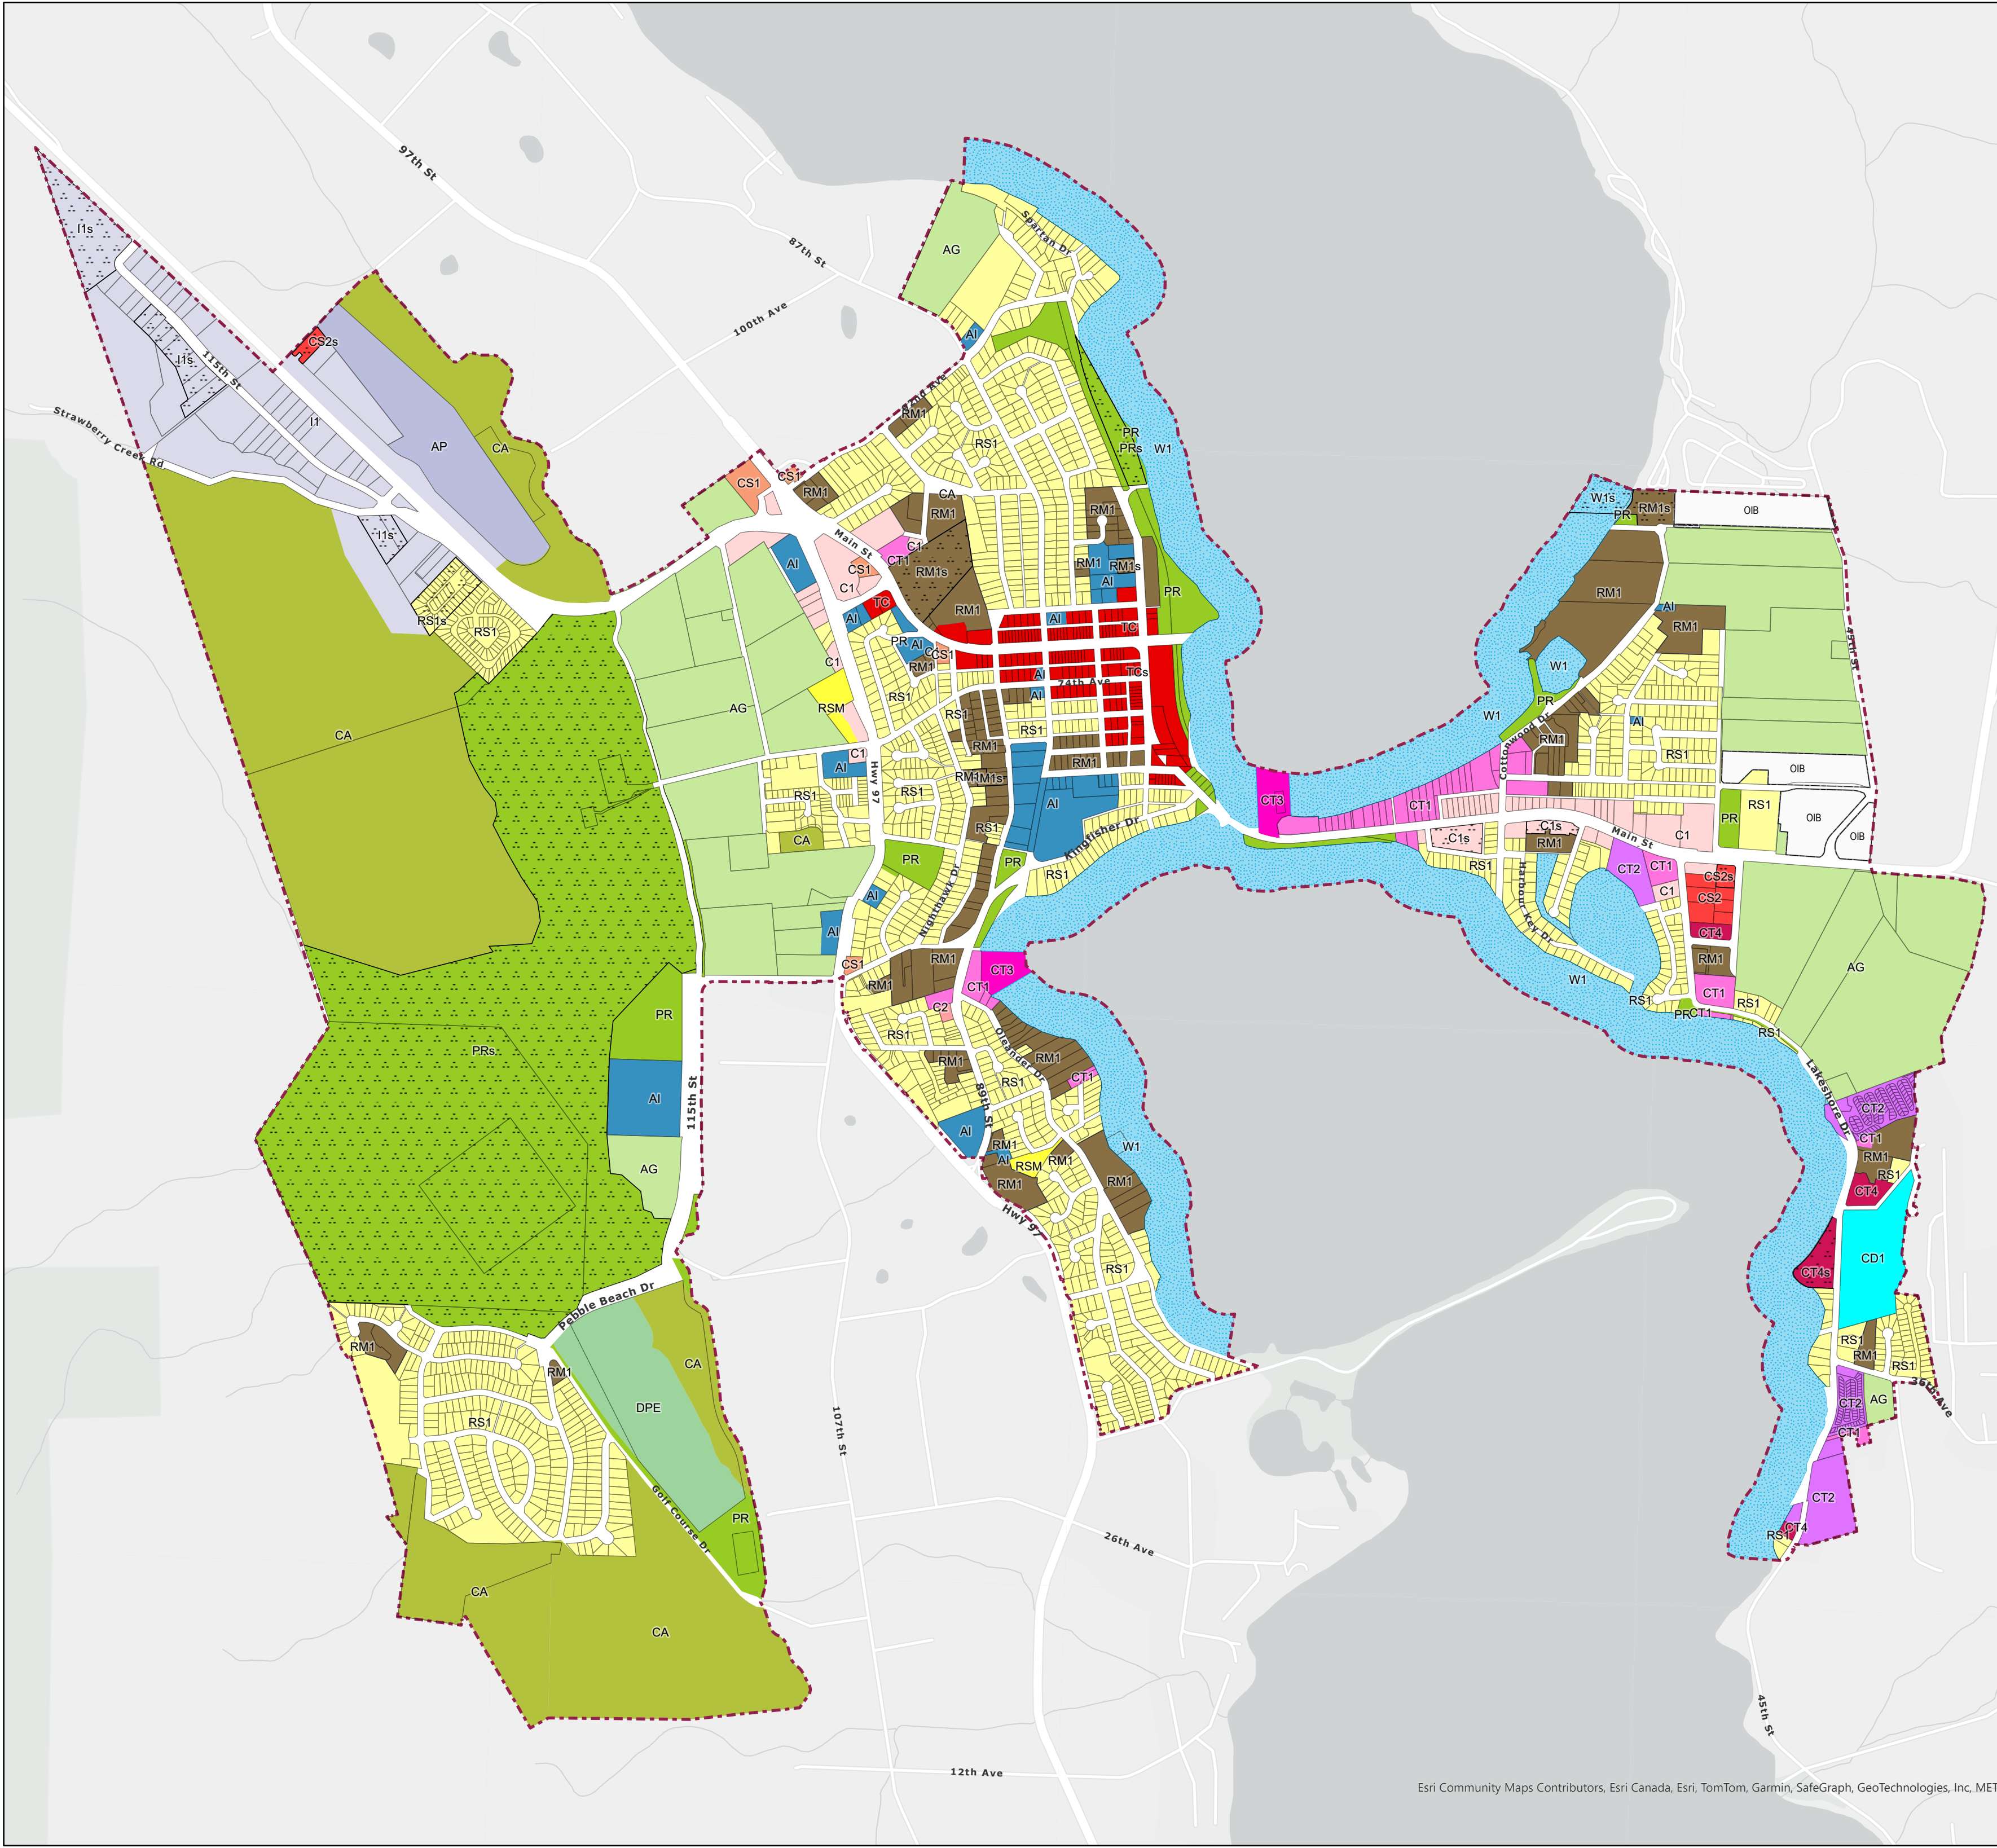 97th St
I1s
Spartan Dr
AG
87th St
100th Ave
AI
CS2s
I1s
115th St
I1
Strawberry Creek Rd
AP
CA
RM1
RS1
PR
PRs
W1
CS1
CS1
RM1
CA
RM1
RM1
W1s
PR
RM1s
OIB
I1s
Main St
C1
CT1
AI
CS1
RM1s
C1
RM1
RM1s
AI
PR
RM1
TC
RM1
AI
RM1
RS1s
RS1
AI
AI
TC
PR
AI
CS1
RM1
C1
45th St
W1
AI
TCs
74th Ave
AI
RS1
RSM
AG
RS1
RS1
PR
W1
Cottonwood Dr
AI
CA
RM1
RM1
RM1
RS1
C1
AI
Hwy 97
RM1s
RS1
RS1
OIB
AI
CT3
CT1
RS1
PR
OIB
OIB
Kingfisher Dr
RS1
C1s
C1s
RM1
Main St
C1
CA
PR
PR
RS1
RS1
CT2
CT1
C1
CS2s
CS2
Harbour Key Dr
AI
Nighthawk Dr
AI
CT4
CS1
RM1
RM1
CT3
CT1
RM1
AG
W1
CT1
RS1
RS1
PR
CT1
RS1
C2
PR
RS1
PRs
Oleander Dr
RM1
RM1
RS1
CT1
89th St
115th St
AI
Lakeshore Dr
CT2
CT1
RM1
RS1
CT4
AI
RM1
AI
RSM
RM1
RM1
W1
RM1
AG
Hwy 97
RS1
CD1
CT4s
Pebble Beach Dr
RM1
RM1
CA
DPE
RS1
RS1
RM1
RS1
36th Ave
CT2
AG
CT1
107th St
Golf Course Dr
PR
26th Ave
CT2
CT4
RS1
CA
CA
45th St
12th Ave
Esri Community Maps Contributors, Esri Canada, Esri, TomTom, Garmin, SafeGraph, GeoTechnologies, Inc, MET